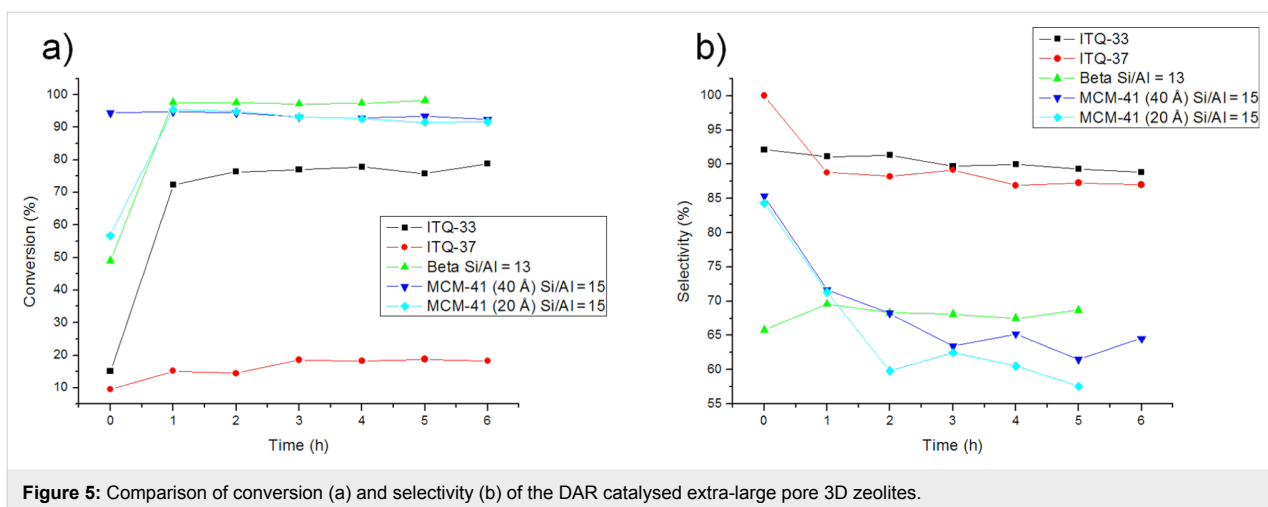 a)
ITQ-33
ITQ-37
Beta Si/Al = 13
MCM-41 (40 Å) Si/Al = 15
MCM-41 (20 Å) Si/Al = 15
Conversion (%)
100
90
80
70
60
50
40
30
20
10
0 1 2 3 4 5 6
Time (h)
b)
ITQ-33
ITQ-37
Beta Si/Al = 13
MCM-41 (40 Å) Si/Al = 15
MCM-41 (20 Å) Si/Al = 15
Selectivity (%)
100
95
90
85
80
75
70
65
60
55
0 1 2 3 4 5 6
Time (h)
Figure 5: Comparison of conversion (a) and selectivity (b) of the DAR catalysed extra-large pore 3D zeolites.